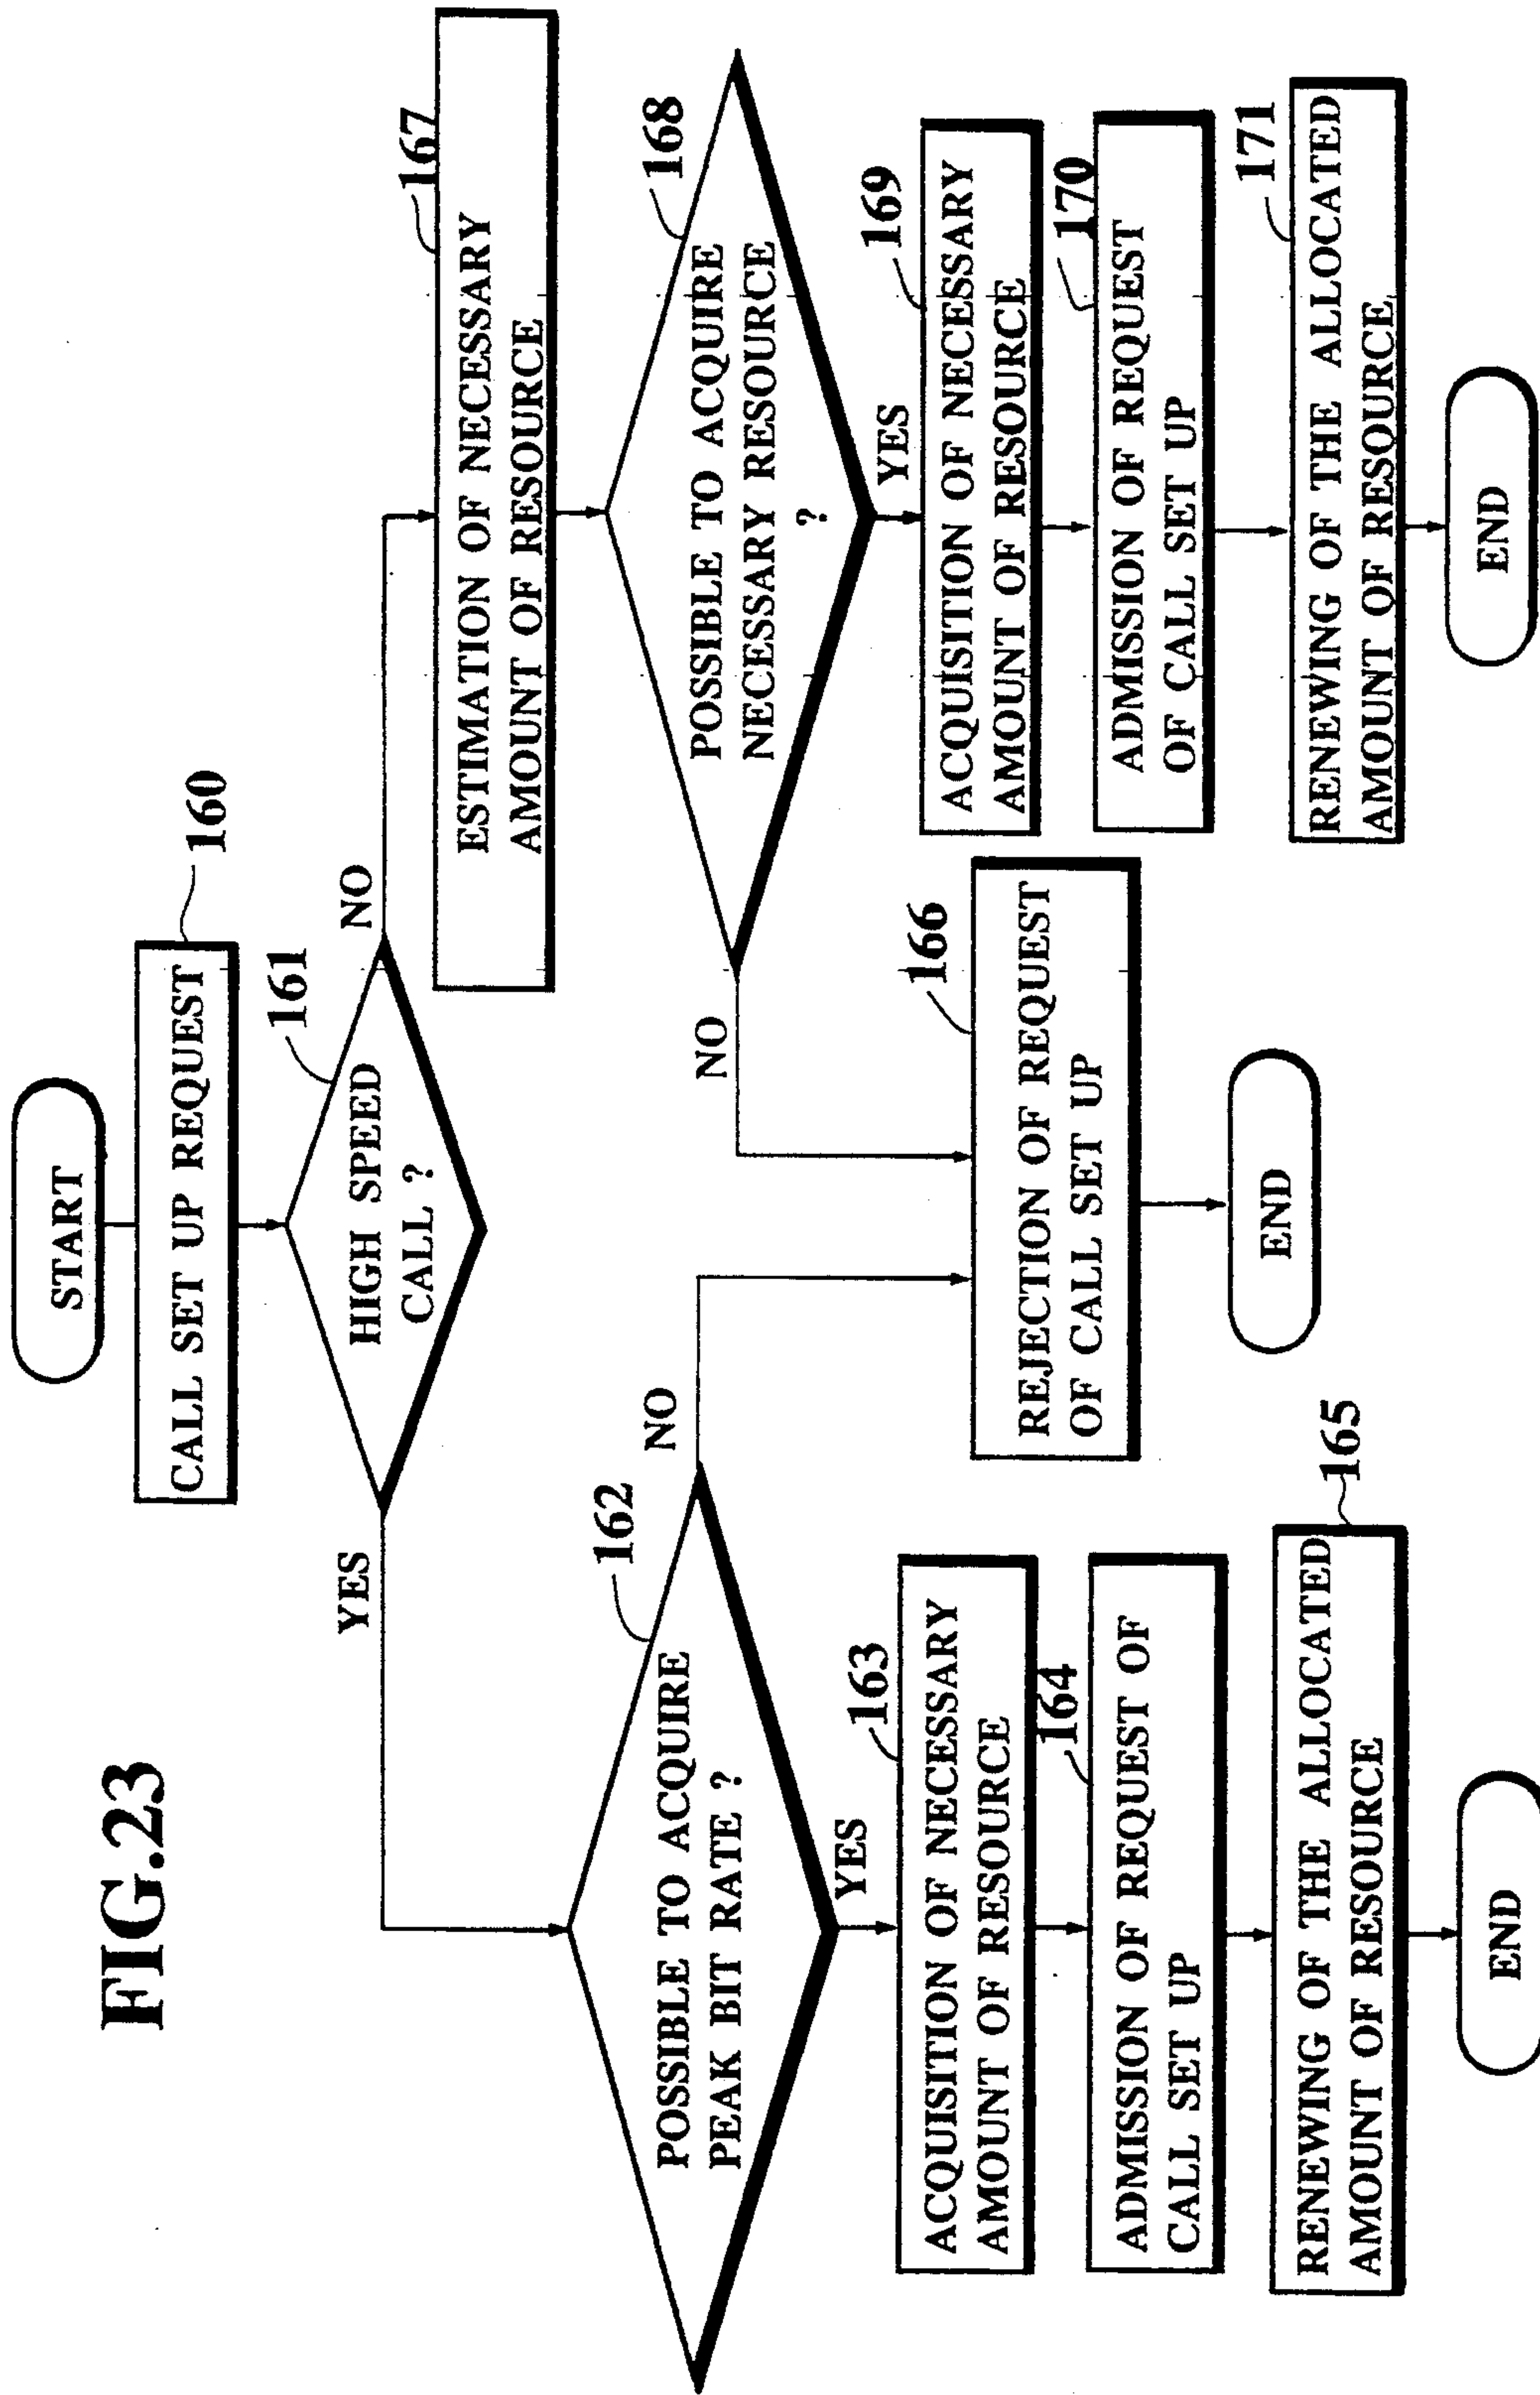 FIG.23
START
CALL SET UP REQUEST
160
161
HIGH SPEED
CALL ?
YES
NO
162
POSSIBLE TO ACQUIRE
PEAK BIT RATE ?
NO
YES
163
ACQUISITION OF NECESSARY
AMOUNT OF RESOURCE
164
ADMISSION OF REQUEST OF
CALL SET UP
165
RENEWING OF THE ALLOCATED
AMOUNT OF RESOURCE
END
166
REJECTION OF REQUEST
OF CALL SET UP
END
167
ESTIMATION OF NECESSARY
AMOUNT OF RESOURCE
168
POSSIBLE TO ACQUIRE
NECESSARY RESOURCE
?
NO
YES
169
ACQUISITION OF NECESSARY
AMOUNT OF RESOURCE
170
ADMISSION OF REQUEST
OF CALL SET UP
171
RENEWING OF THE ALLOCATED
AMOUNT OF RESOURCE
END